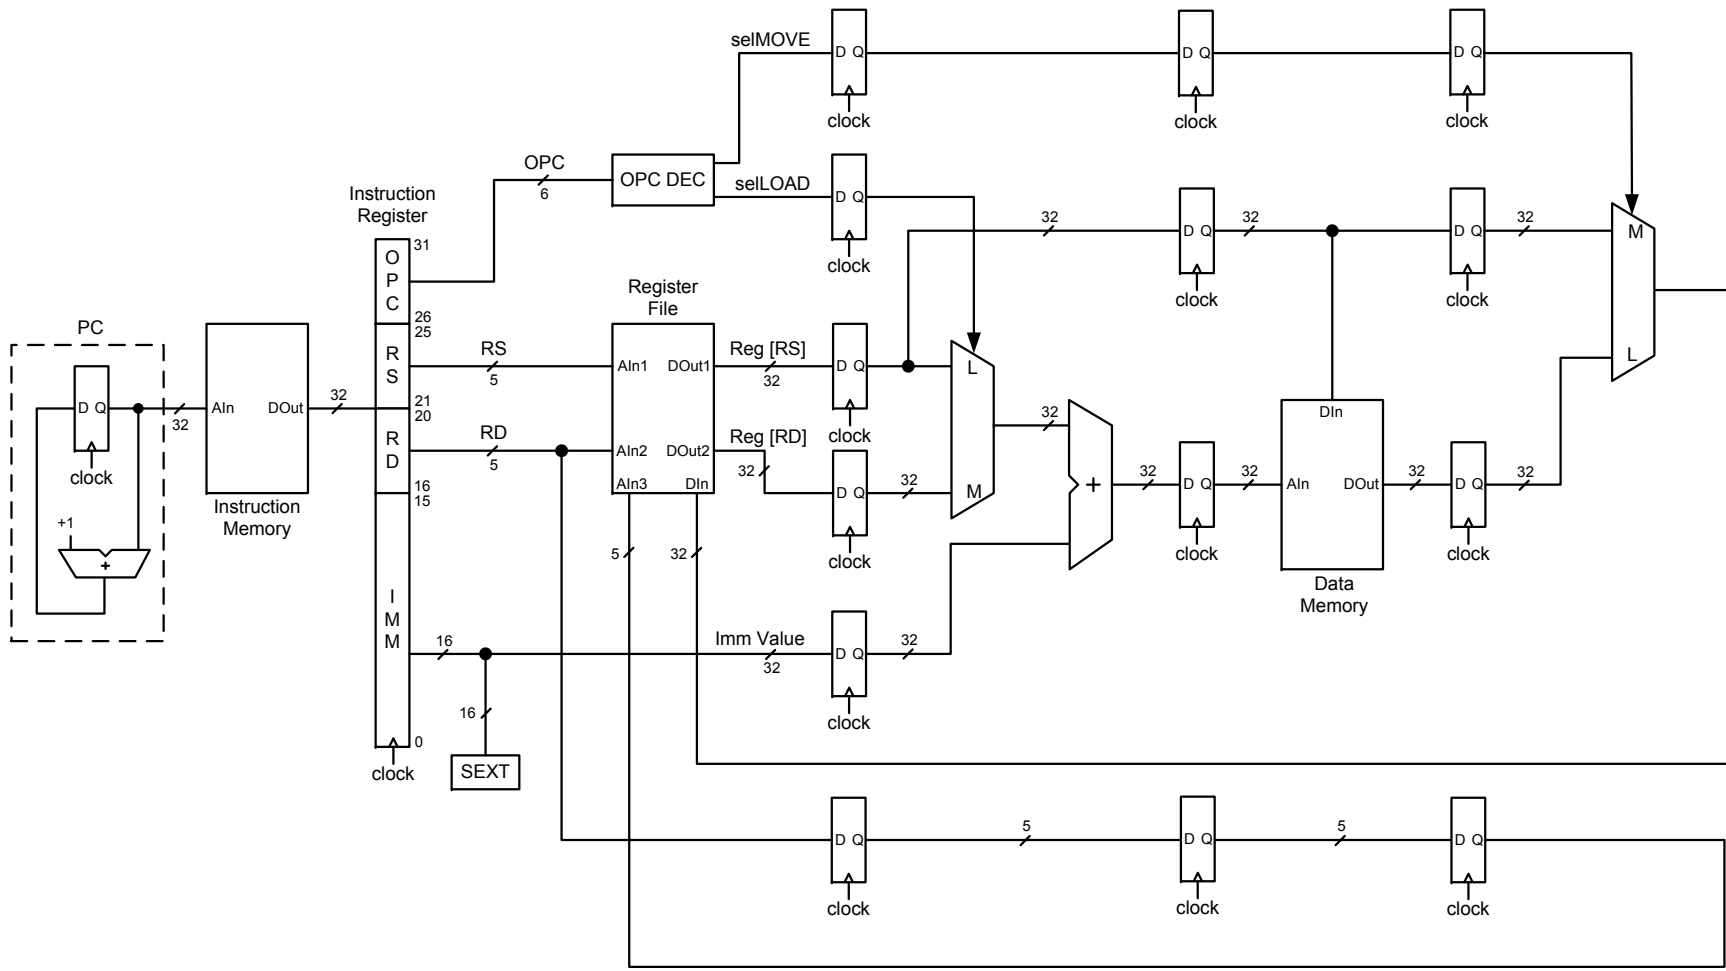 selMOVE
D Q
clock
D Q
clock
D Q
clock
OPC
6
OPC DEC
selLOAD
D Q
clock
32
D Q
clock
32
D Q
clock
32
M
L
Instruction
Register
31
O
P
C
26
25
R
S
21
20
R
D
16
15
I
M
M
0
clock
PC
D Q
clock
+1
+
32
AIn
DOut
Instruction
Memory
32
RS
5
RD
5
Register
File
AIn1
DOut1
AIn2
DOut2
AIn3
DIn
5
32
Reg [RS]
32
D Q
clock
Reg [RD]
32
D Q
clock
32
L
M
32
+
32
D Q
clock
32
DIn
AIn
DOut
Data
Memory
32
D Q
clock
32
16
16
SEXT
Imm Value
32
D Q
clock
32
D Q
clock
5
D Q
clock
5
D Q
clock